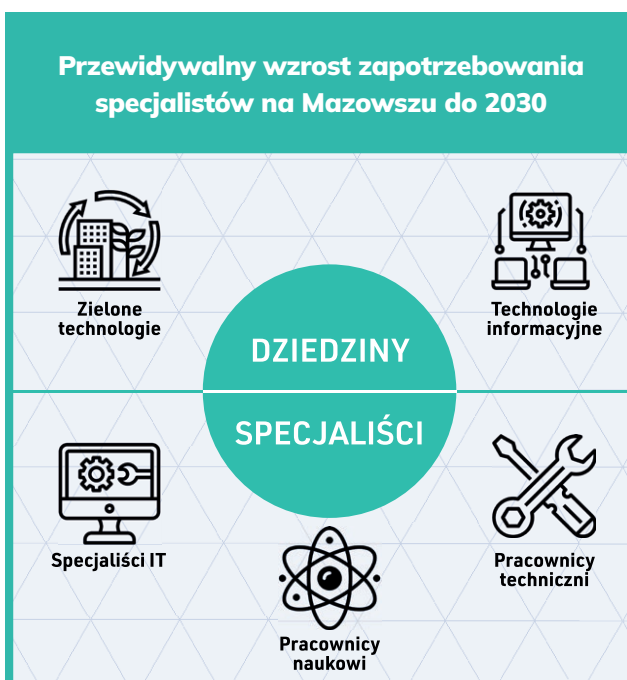 Przewidywalny wzrost zapotrzebowania
specjalistów na Mazowszu do 2030
Zielone
technologie
Technologie
informacyjne
DZIEDZINY
SPECJALIŚCI
Specjaliści IT
Pracownicy
techniczni
Pracownicy
naukowi